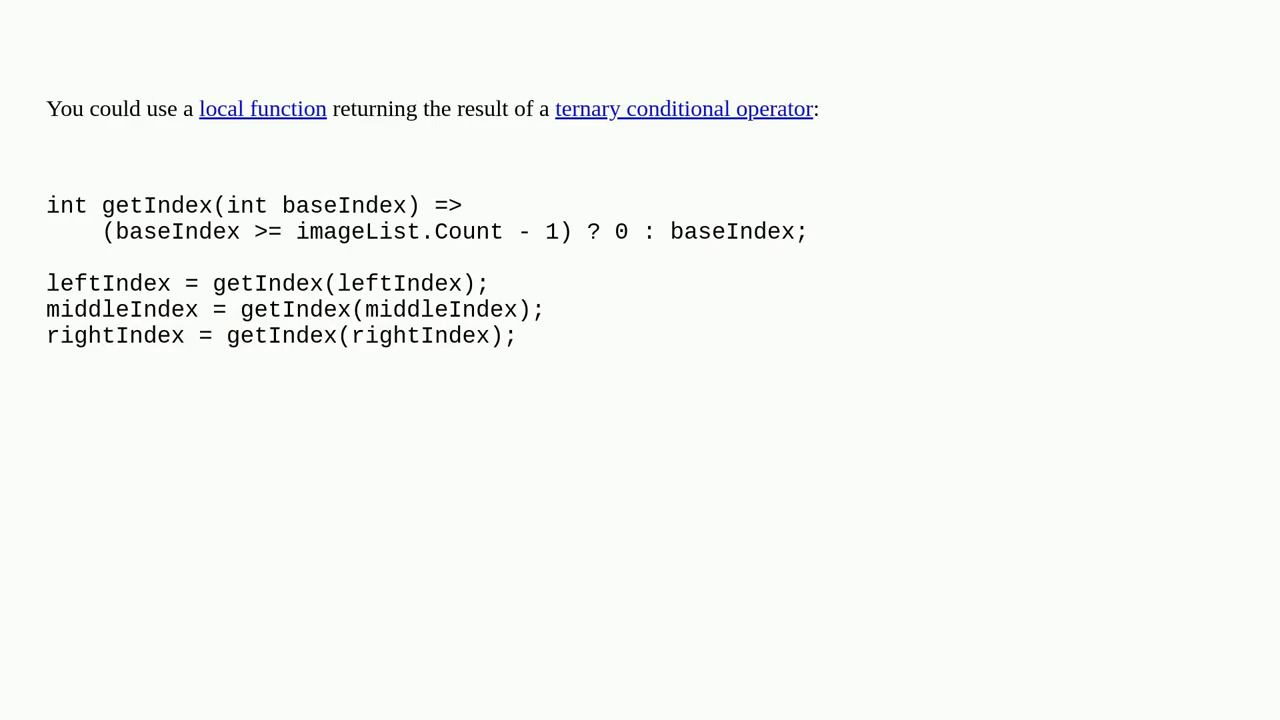 You could use a local function returning the result of a ternary conditional operator:
int getIndex(int baseIndex) =>
    (baseIndex >= imageList.Count - 1) ? 0 : baseIndex;
leftIndex = getIndex(leftIndex);
middleIndex = getIndex(middleIndex);
rightIndex = getIndex(rightIndex);